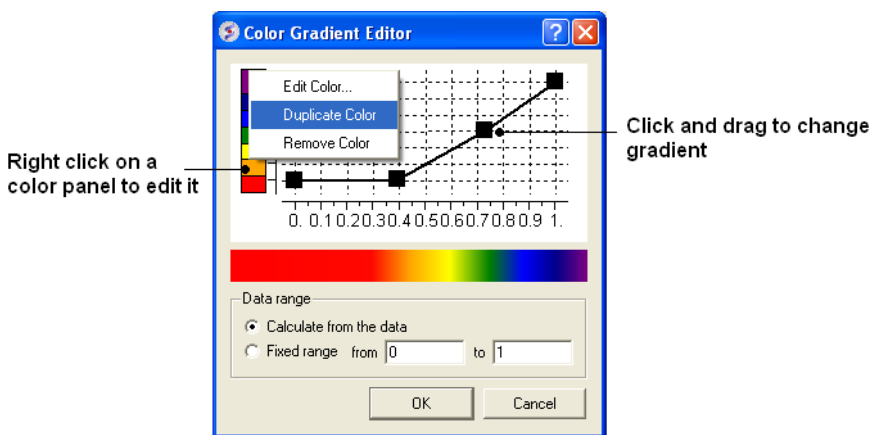 Color Gradient Editor
?
Edit Color...
Duplicate Color
Remove Color
Click and drag to change
gradient
Right click on a
color panel to edit it
0. 0.1 0.2 0.3 0.4 0.5 0.6 0.7 0.8 0.9 1.
Data range
Calculate from the data
Fixed range from 0 to 1
OK Cancel